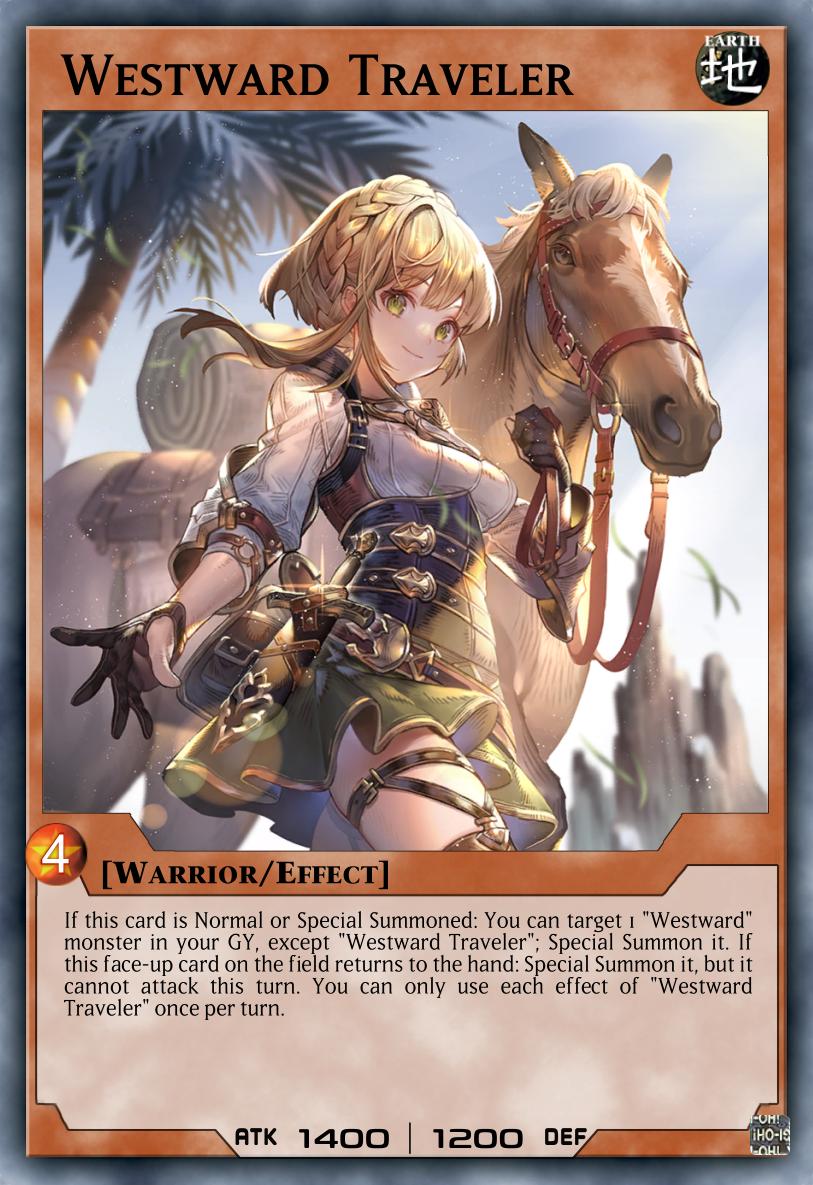 Westward Traveler
EARTH
地
4
[Warrior/Effect]
If this card is Normal or Special Summoned: You can target 1 "Westward"
monster in your GY, except "Westward Traveler"; Special Summon it. If
this face-up card on the field returns to the hand: Special Summon it, but it
cannot attack this turn. You can only use each effect of "Westward
Traveler" once per turn.
ATK 1400 | 1200 DEF